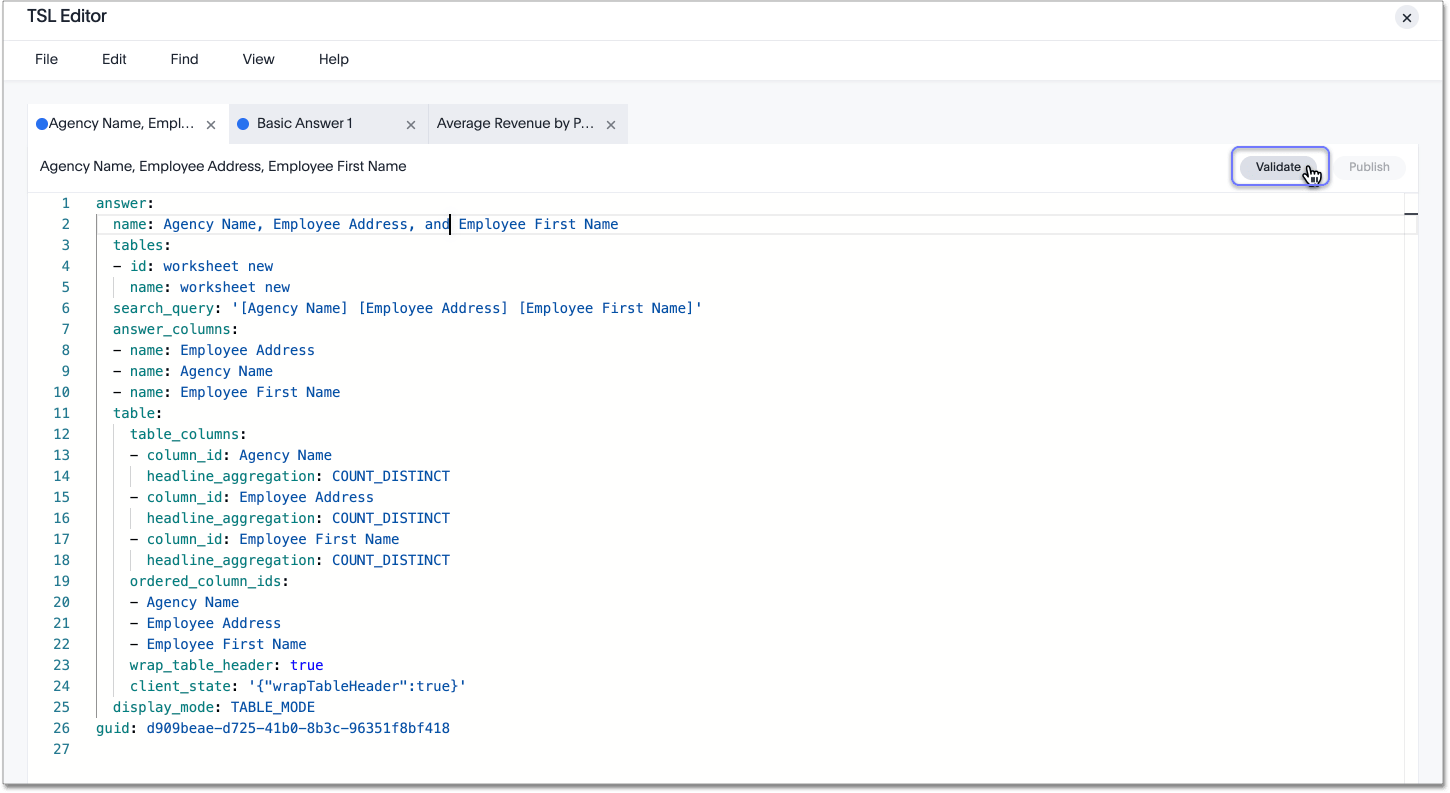 TSL Editor
File Edit Find View Help
Agency Name, Empl... Basic Answer 1 Average Revenue by P...
Agency Name, Employee Address, Employee First Name Validate Publish
1 answer:
2 name: Agency Name, Employee Address, and Employee First Name
3 tables:
4 - id: worksheet new
5 name: worksheet new
6 search_query: '[Agency Name] [Employee Address] [Employee First Name]'
7 answer_columns:
8 - name: Employee Address
9 - name: Agency Name
10 - name: Employee First Name
11 table:
12 table_columns:
13 - column_id: Agency Name
14 headline_aggregation: COUNT_DISTINCT
15 - column_id: Employee Address
16 headline_aggregation: COUNT_DISTINCT
17 - column_id: Employee First Name
18 headline_aggregation: COUNT_DISTINCT
19 ordered_column_ids:
20 - Agency Name
21 - Employee Address
22 - Employee First Name
23 wrap_table_header: true
24 client_state: '{"wrapTableHeader":true}'
25 display_mode: TABLE_MODE
26 guid: d909beae-d725-41b0-8b3c-96351f8bf418
27